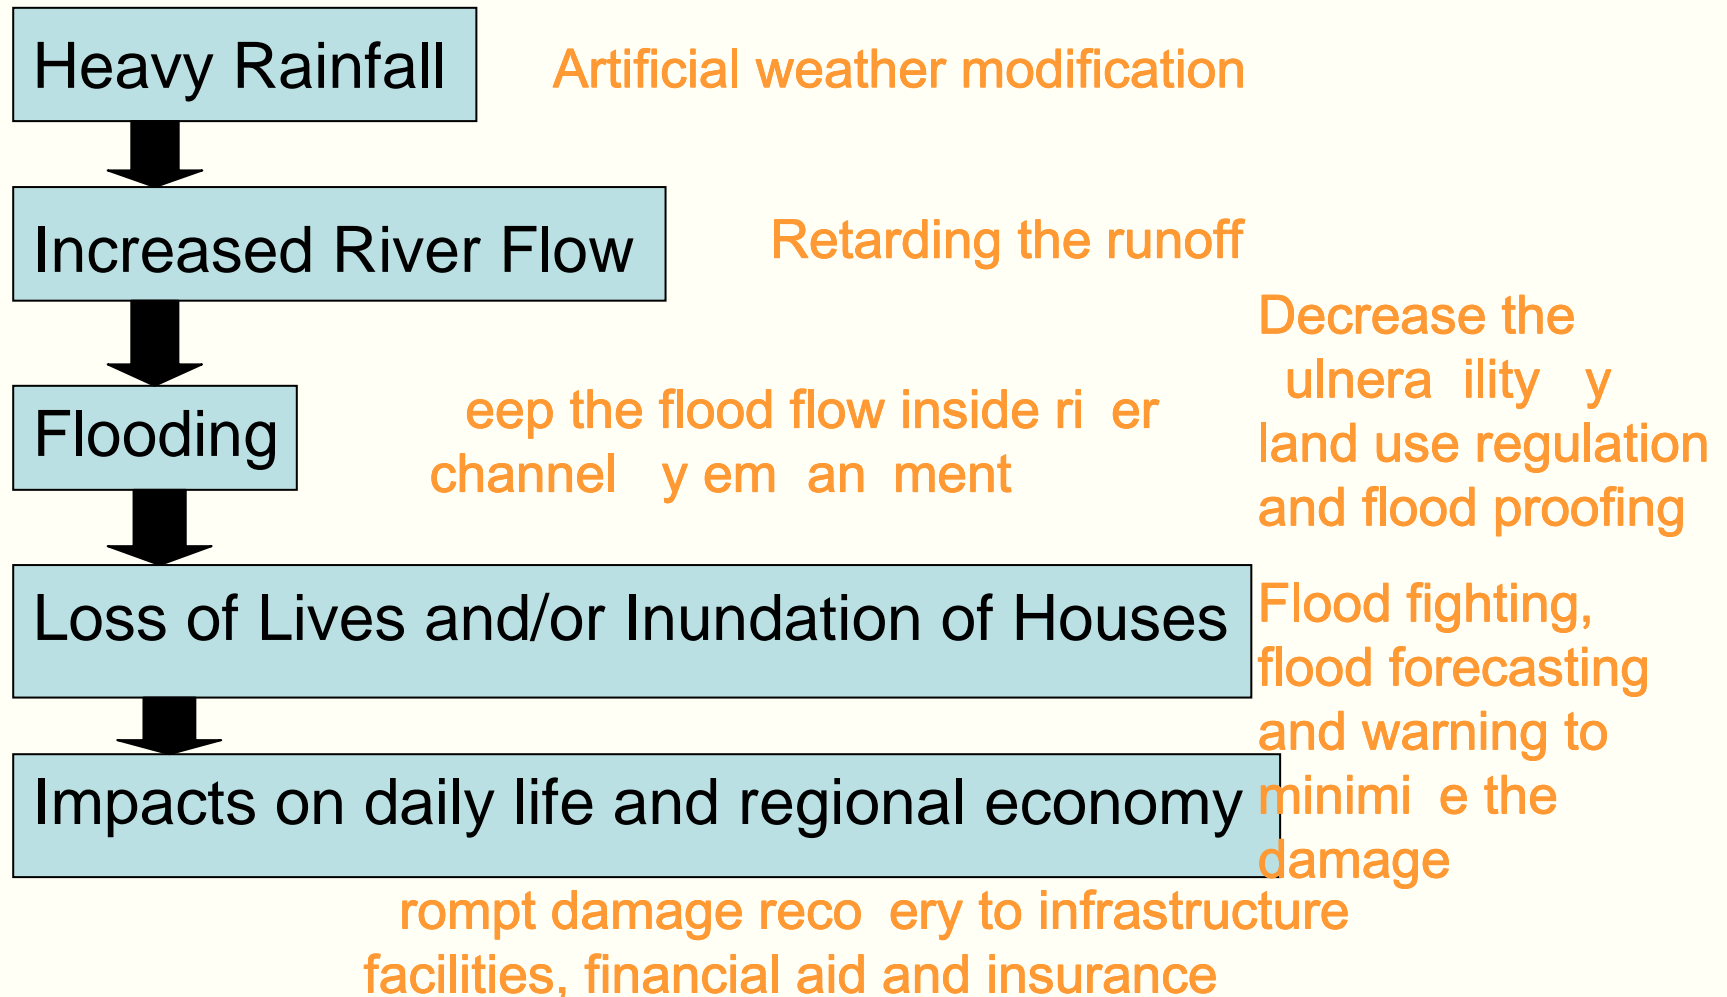 Heavy Rainfall
Artificial weather modification
Increased River Flow
Retarding the runoff
Decrease the
ulnera ility y
land use regulation
and flood proofing
Flooding
eep the flood flow inside ri er
channel y em an ment
Loss of Lives and/or Inundation of Houses
Flood fighting,
flood forecasting
and warning to
minimi e the
damage
Impacts on daily life and regional economy
rompt damage reco ery to infrastructure
facilities, financial aid and insurance